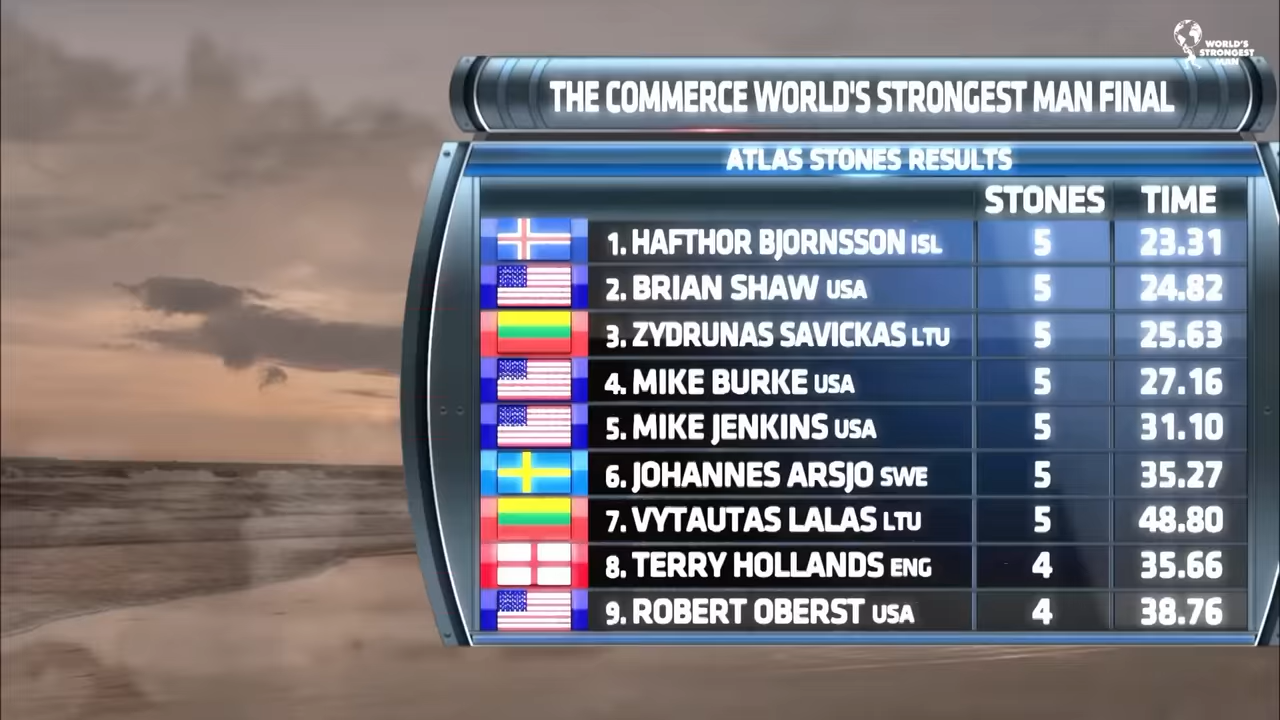 WORLD'S
STRONGEST
MAN
THE COMMERCE WORLD'S STRONGEST MAN FINAL
ATLAS STONES RESULTS
STONES TIME
1. HAFTHOR BJORNSSON ISL 5 23.31
2. BRIAN SHAW USA 5 24.82
3. ZYDRUNAS SAVICKAS LTU 5 25.63
4. MIKE BURKE USA 5 27.16
5. MIKE JENKINS USA 5 31.10
6. JOHANNES ARSJO SWE 5 35.27
7. VYTAUTAS LALAS LTU 5 48.80
8. TERRY HOLLANDS ENG 4 35.66
9. ROBERT OBERST USA 4 38.76